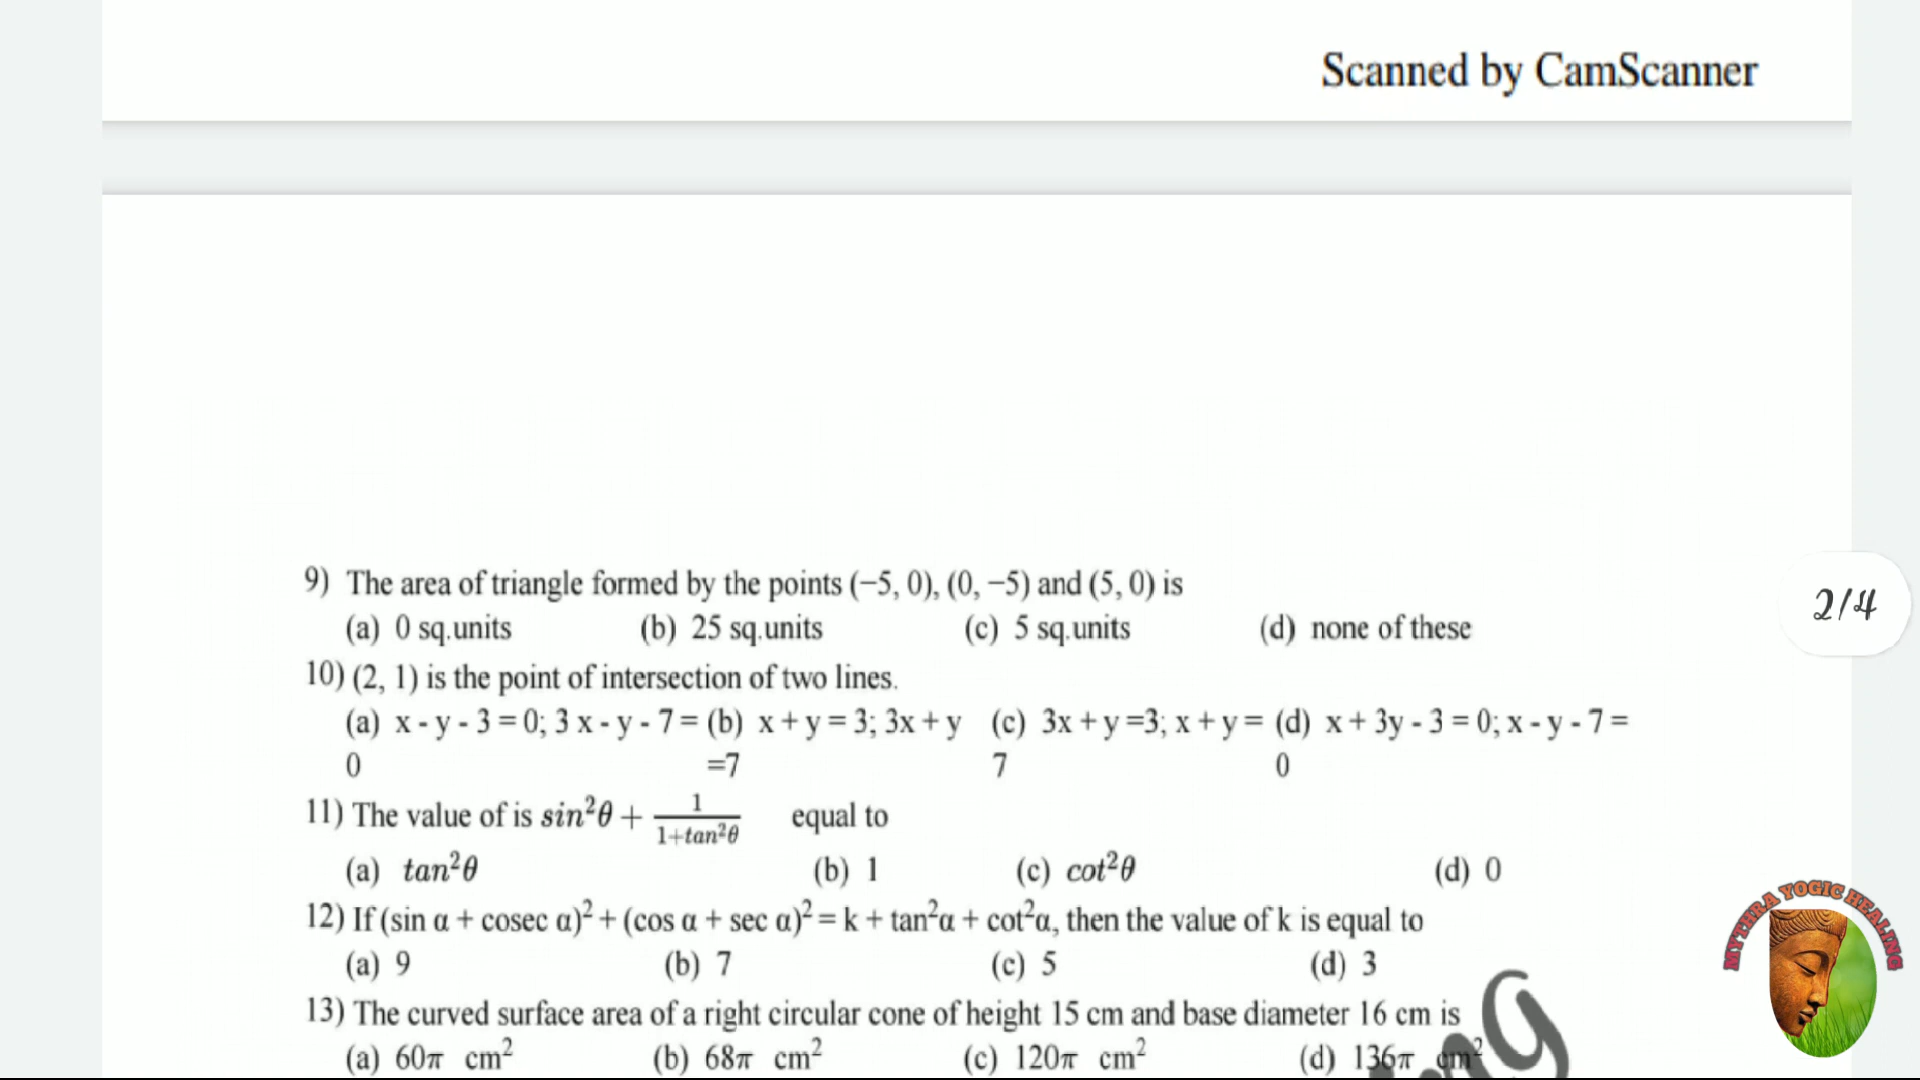 Scanned by CamScanner
9) The area of triangle formed by the points (−5, 0), (0, −5) and (5, 0) is
(a) 0 sq.units (b) 25 sq.units (c) 5 sq.units (d) none of these
2/4
10) (2, 1) is the point of intersection of two lines.
(a) x - y - 3 = 0; 3 x - y - 7 = (b) x + y = 3; 3x + y (c) 3x + y =3; x + y = (d) x + 3y - 3 = 0; x - y - 7 =
0 =7 7 0
11) The value of is sin²θ + 1/(1+tan²θ) equal to
(a) tan²θ (b) 1 (c) cot²θ (d) 0
12) If (sin α + cosec α)² + (cos α + sec α)² = k + tan²α + cot²α, then the value of k is equal to
(a) 9 (b) 7 (c) 5 (d) 3
13) The curved surface area of a right circular cone of height 15 cm and base diameter 16 cm is
(a) 60π cm² (b) 68π cm² (c) 120π cm² (d) 136π cm²
MYTHRA YOGIC HEALING